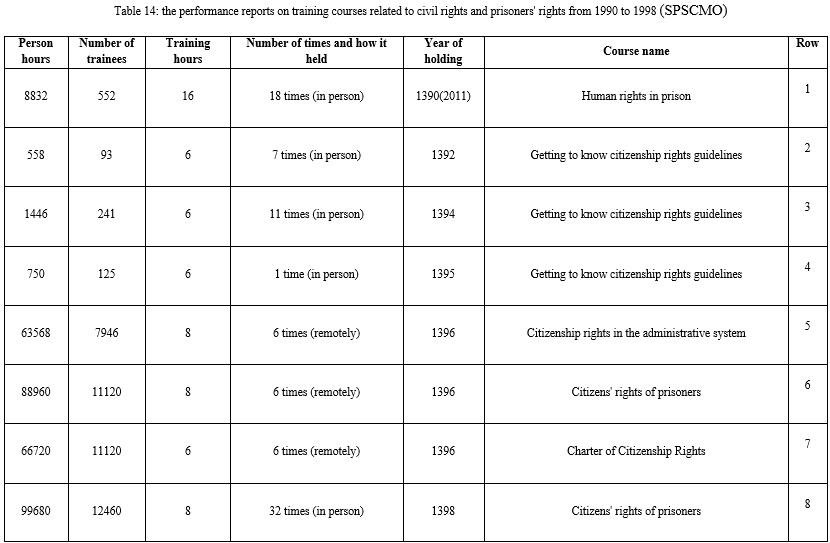 Table 14: the performance reports on training courses related to civil rights and prisoners' rights from 1990 to 1998 (SPSCMO)
Person hours | Number of trainees | Training hours | Number of times and how it held | Year of holding | Course name | Row
8832 | 552 | 16 | 18 times (in person) | 1390(2011) | Human rights in prison | 1
558 | 93 | 6 | 7 times (in person) | 1392 | Getting to know citizenship rights guidelines | 2
1446 | 241 | 6 | 11 times (in person) | 1394 | Getting to know citizenship rights guidelines | 3
750 | 125 | 6 | 1 time (in person) | 1395 | Getting to know citizenship rights guidelines | 4
63568 | 7946 | 8 | 6 times (remotely) | 1396 | Citizenship rights in the administrative system | 5
88960 | 11120 | 8 | 6 times (remotely) | 1396 | Citizens' rights of prisoners | 6
66720 | 11120 | 6 | 6 times (remotely) | 1396 | Charter of Citizenship Rights | 7
99680 | 12460 | 8 | 32 times (in person) | 1398 | Citizens' rights of prisoners | 8